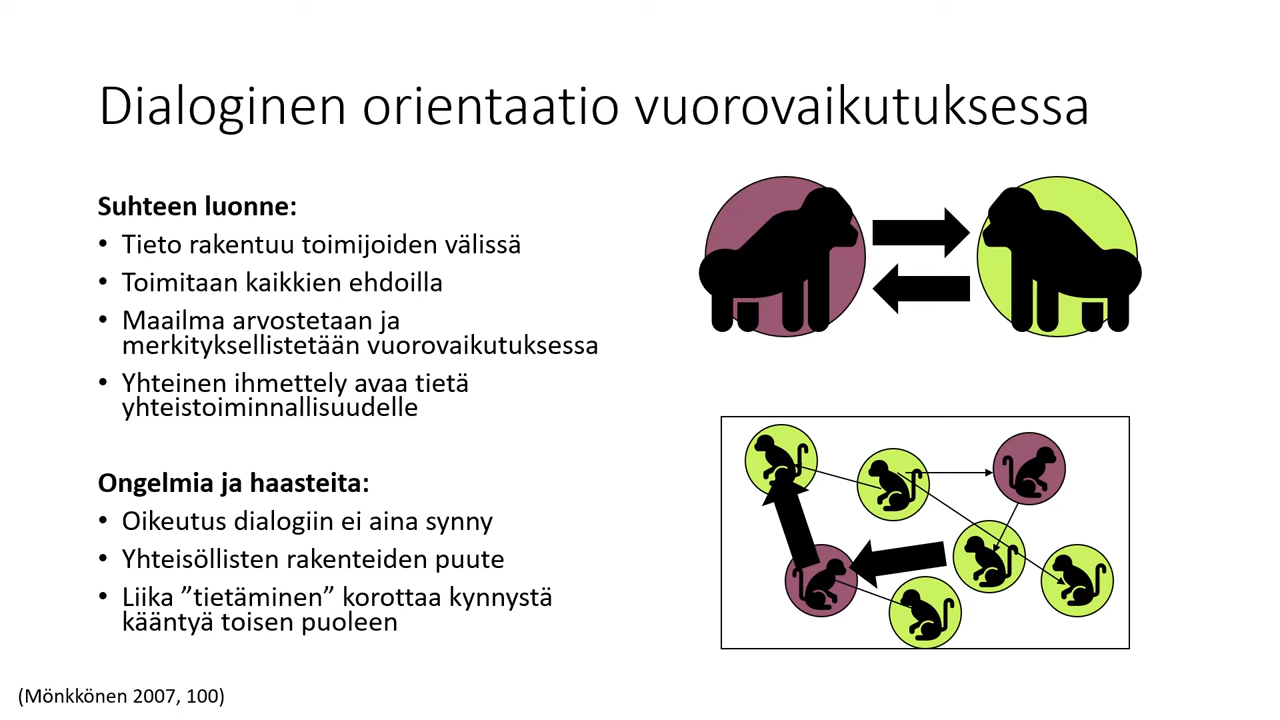 Dialoginen orientaatio vuorovaikutuksessa
Suhteen luonne:
• Tieto rakentuu toimijoiden välissä
• Toimitaan kaikkien ehdoilla
• Maailma arvostetaan ja
merkityksellistetään vuorovaikutuksessa
• Yhteinen ihmettely avaa tietä
yhteistoiminnallisuudelle
Ongelmia ja haasteita:
• Oikeutus dialogiin ei aina synny
• Yhteisöllisten rakenteiden puute
• Liika ”tietäminen” korottaa kynnystä
kääntyä toisen puoleen
(Mönkkönen 2007, 100)